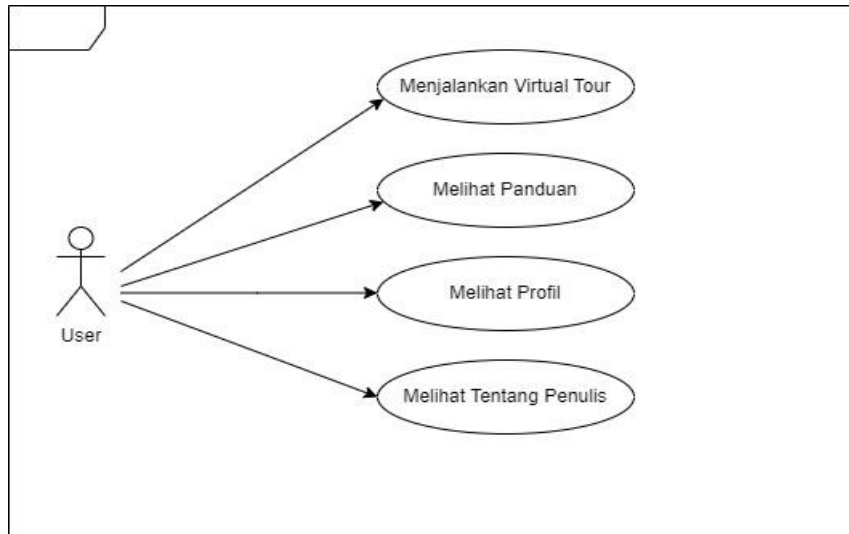 Menjalankan Virtual Tour
Melihat Panduan
Melihat Profil
User
Melihat Tentang Penulis